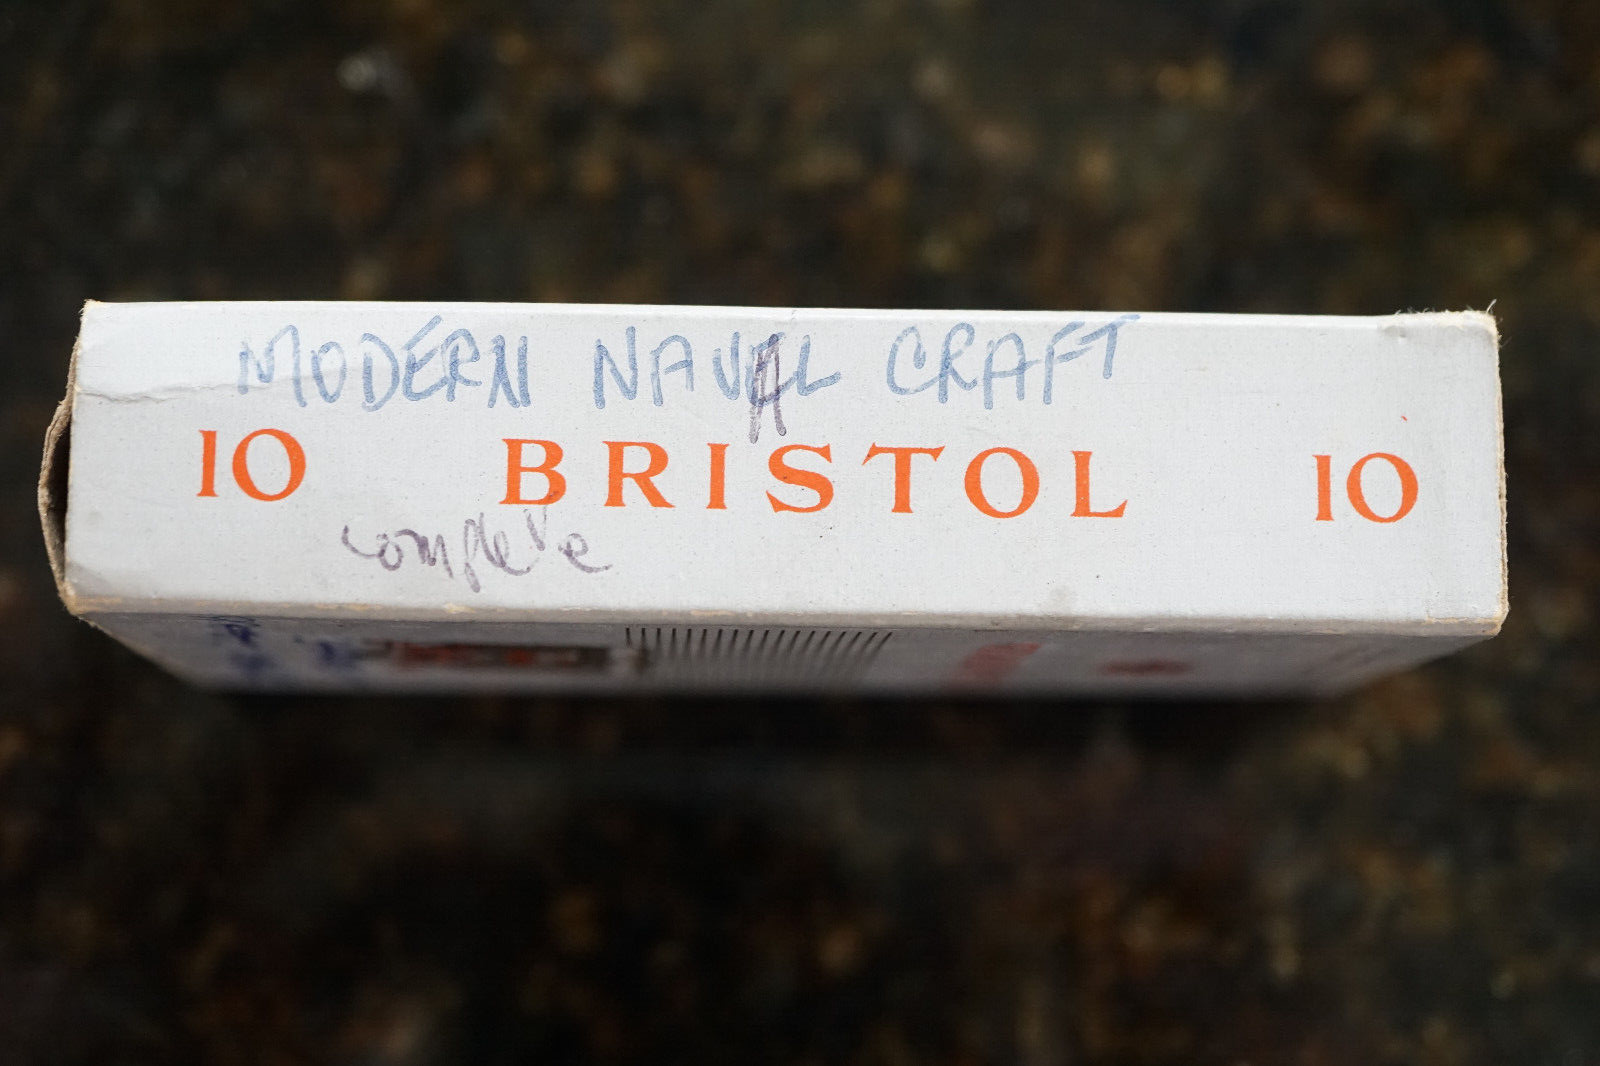 MODERN NAVAL CRAFT
10 BRISTOL 10
complete